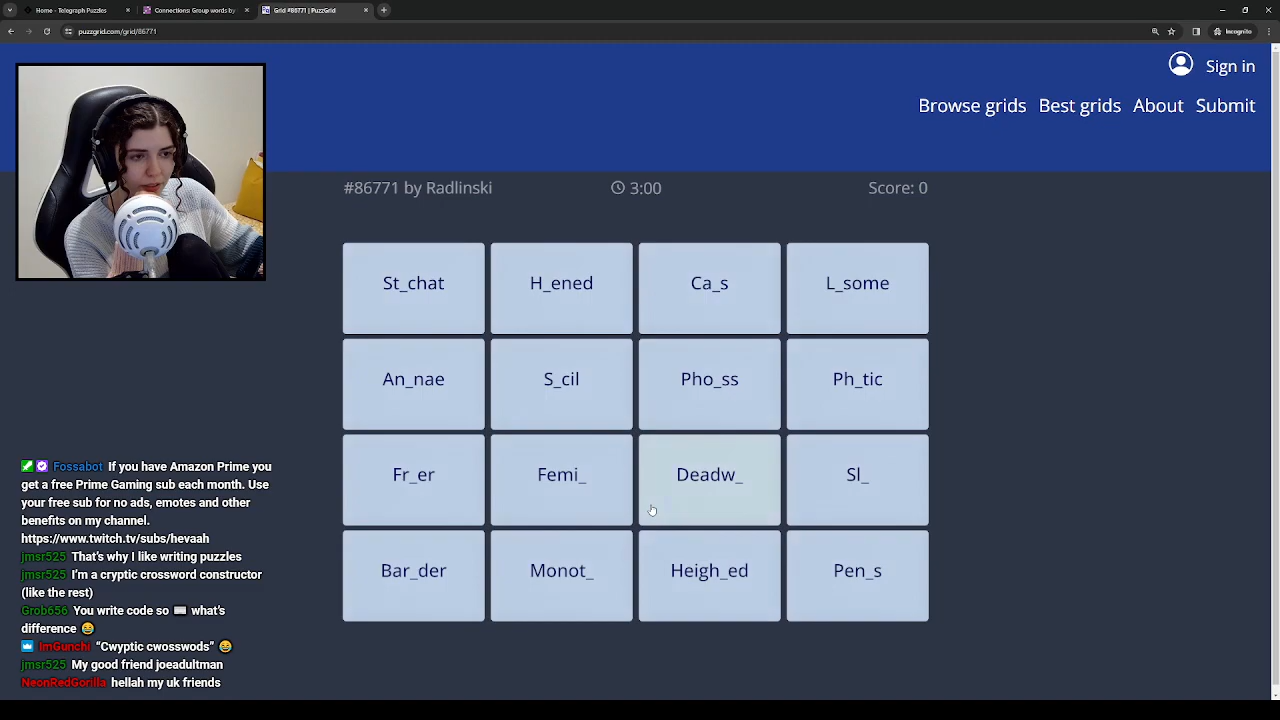 Home - Telegraph Puzzles
Connections: Group words by
Grid #86771 | PuzzGrid
puzzgrid.com/grid/86771
Incognito
Sign in
Browse grids Best grids About Submit
#86771 by Radlinski 3:00 Score: 0
St_chat H_ened Ca_s L_some
An_nae S_cil Pho_ss Ph_tic
Fr_er Femi_ Deadw_ Sl_
Bar_der Monot_ Heigh_ed Pen_s
Fossabot If you have Amazon Prime you
get a free Prime Gaming sub each month. Use
your free sub for no ads, emotes and other
benefits on my channel.
https://www.twitch.tv/subs/hevaah
jmsr525 That's why I like writing puzzles
jmsr525 I'm a cryptic crossword constructor
(like the rest)
Grob656 You write code so ⌨️ what's
difference 😂
ImGunchi “Cwyptic cwosswods” 😂
jmsr525 My good friend joeadultman
NeonRedGorilla hellah my uk friends